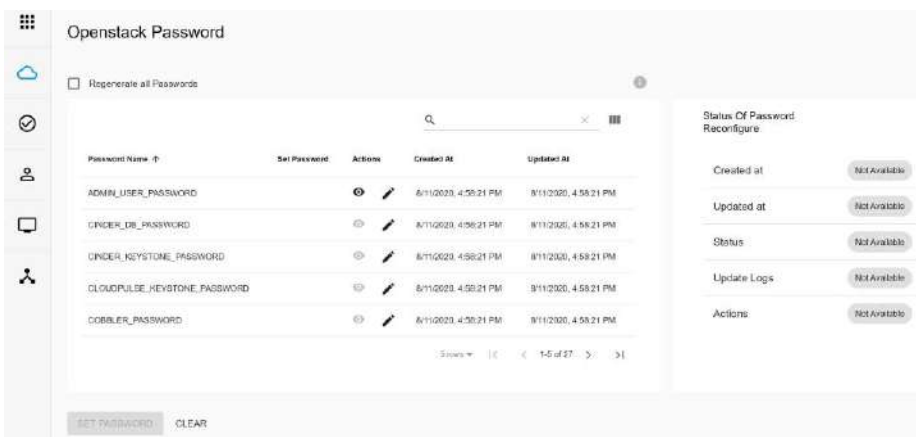 Openstack Password
Regenerate all Passwords
Password Name ↑ Set Password Actions Created At Updated At
ADMIN_USER_PASSWORD 8/11/2020, 4:58:21 PM 8/11/2020, 4:58:21 PM
CINDER_DB_PASSWORD 8/11/2020, 4:58:21 PM 8/11/2020, 4:58:21 PM
CINDER_KEYSTONE_PASSWORD 8/11/2020, 4:58:21 PM 8/11/2020, 4:58:21 PM
CLOUDPULSE_KEYSTONE_PASSWORD 8/11/2020, 4:58:21 PM 8/11/2020, 4:58:21 PM
COBBLER_PASSWORD 8/11/2020, 4:58:21 PM 8/11/2020, 4:58:21 PM
5 rows 1-5 of 27
SET PASSWORD CLEAR
Status Of Password
Reconfigure
Created at Not Available
Updated at Not Available
Status Not Available
Update Logs Not Available
Actions Not Available